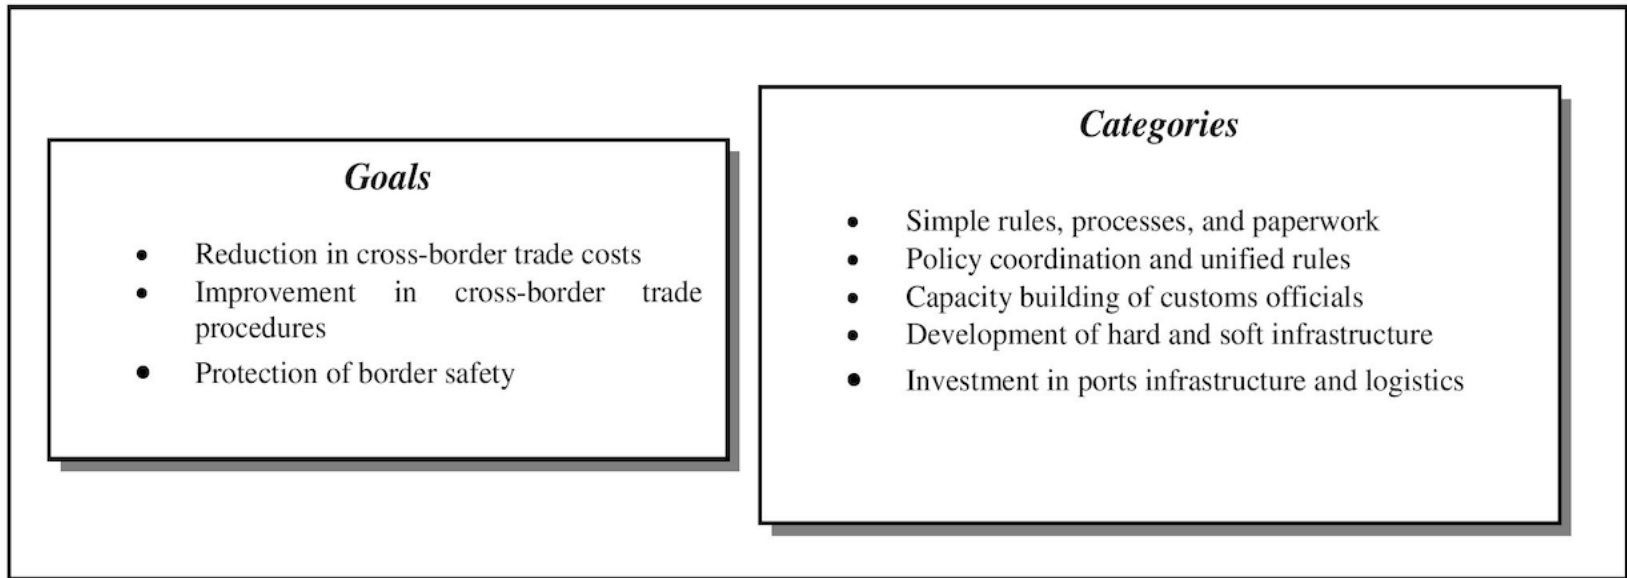 Goals
• Reduction in cross-border trade costs
• Improvement in cross-border trade
procedures
• Protection of border safety
Categories
• Simple rules, processes, and paperwork
• Policy coordination and unified rules
• Capacity building of customs officials
• Development of hard and soft infrastructure
• Investment in ports infrastructure and logistics